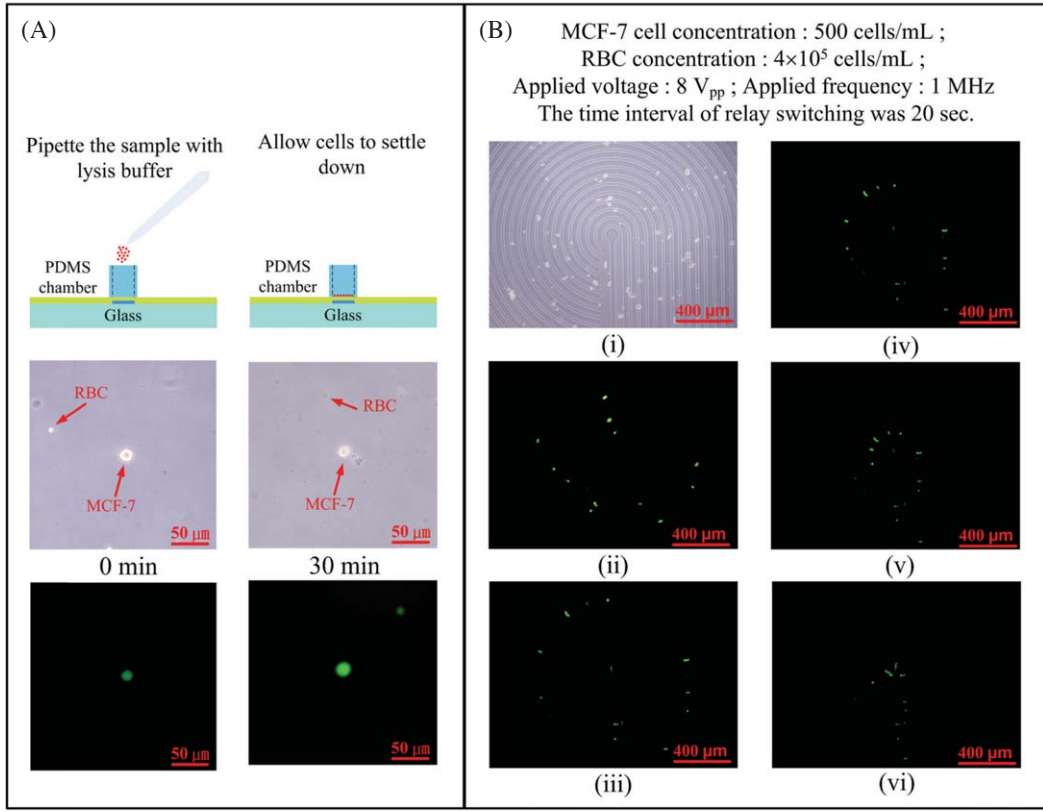 (A)
Pipette the sample with
lysis buffer
Allow cells to settle
down
PDMS
chamber
Glass
PDMS
chamber
Glass
RBC
MCF-7
50 μm
RBC
MCF-7
50 μm
0 min
30 min
50 μm
50 μm
(B)
MCF-7 cell concentration : 500 cells/mL ;
RBC concentration : 4×10⁵ cells/mL ;
Applied voltage : 8 Vₚₚ ; Applied frequency : 1 MHz
The time interval of relay switching was 20 sec.
400 μm
(i)
400 μm
(iv)
400 μm
(ii)
400 μm
(v)
400 μm
(iii)
400 μm
(vi)